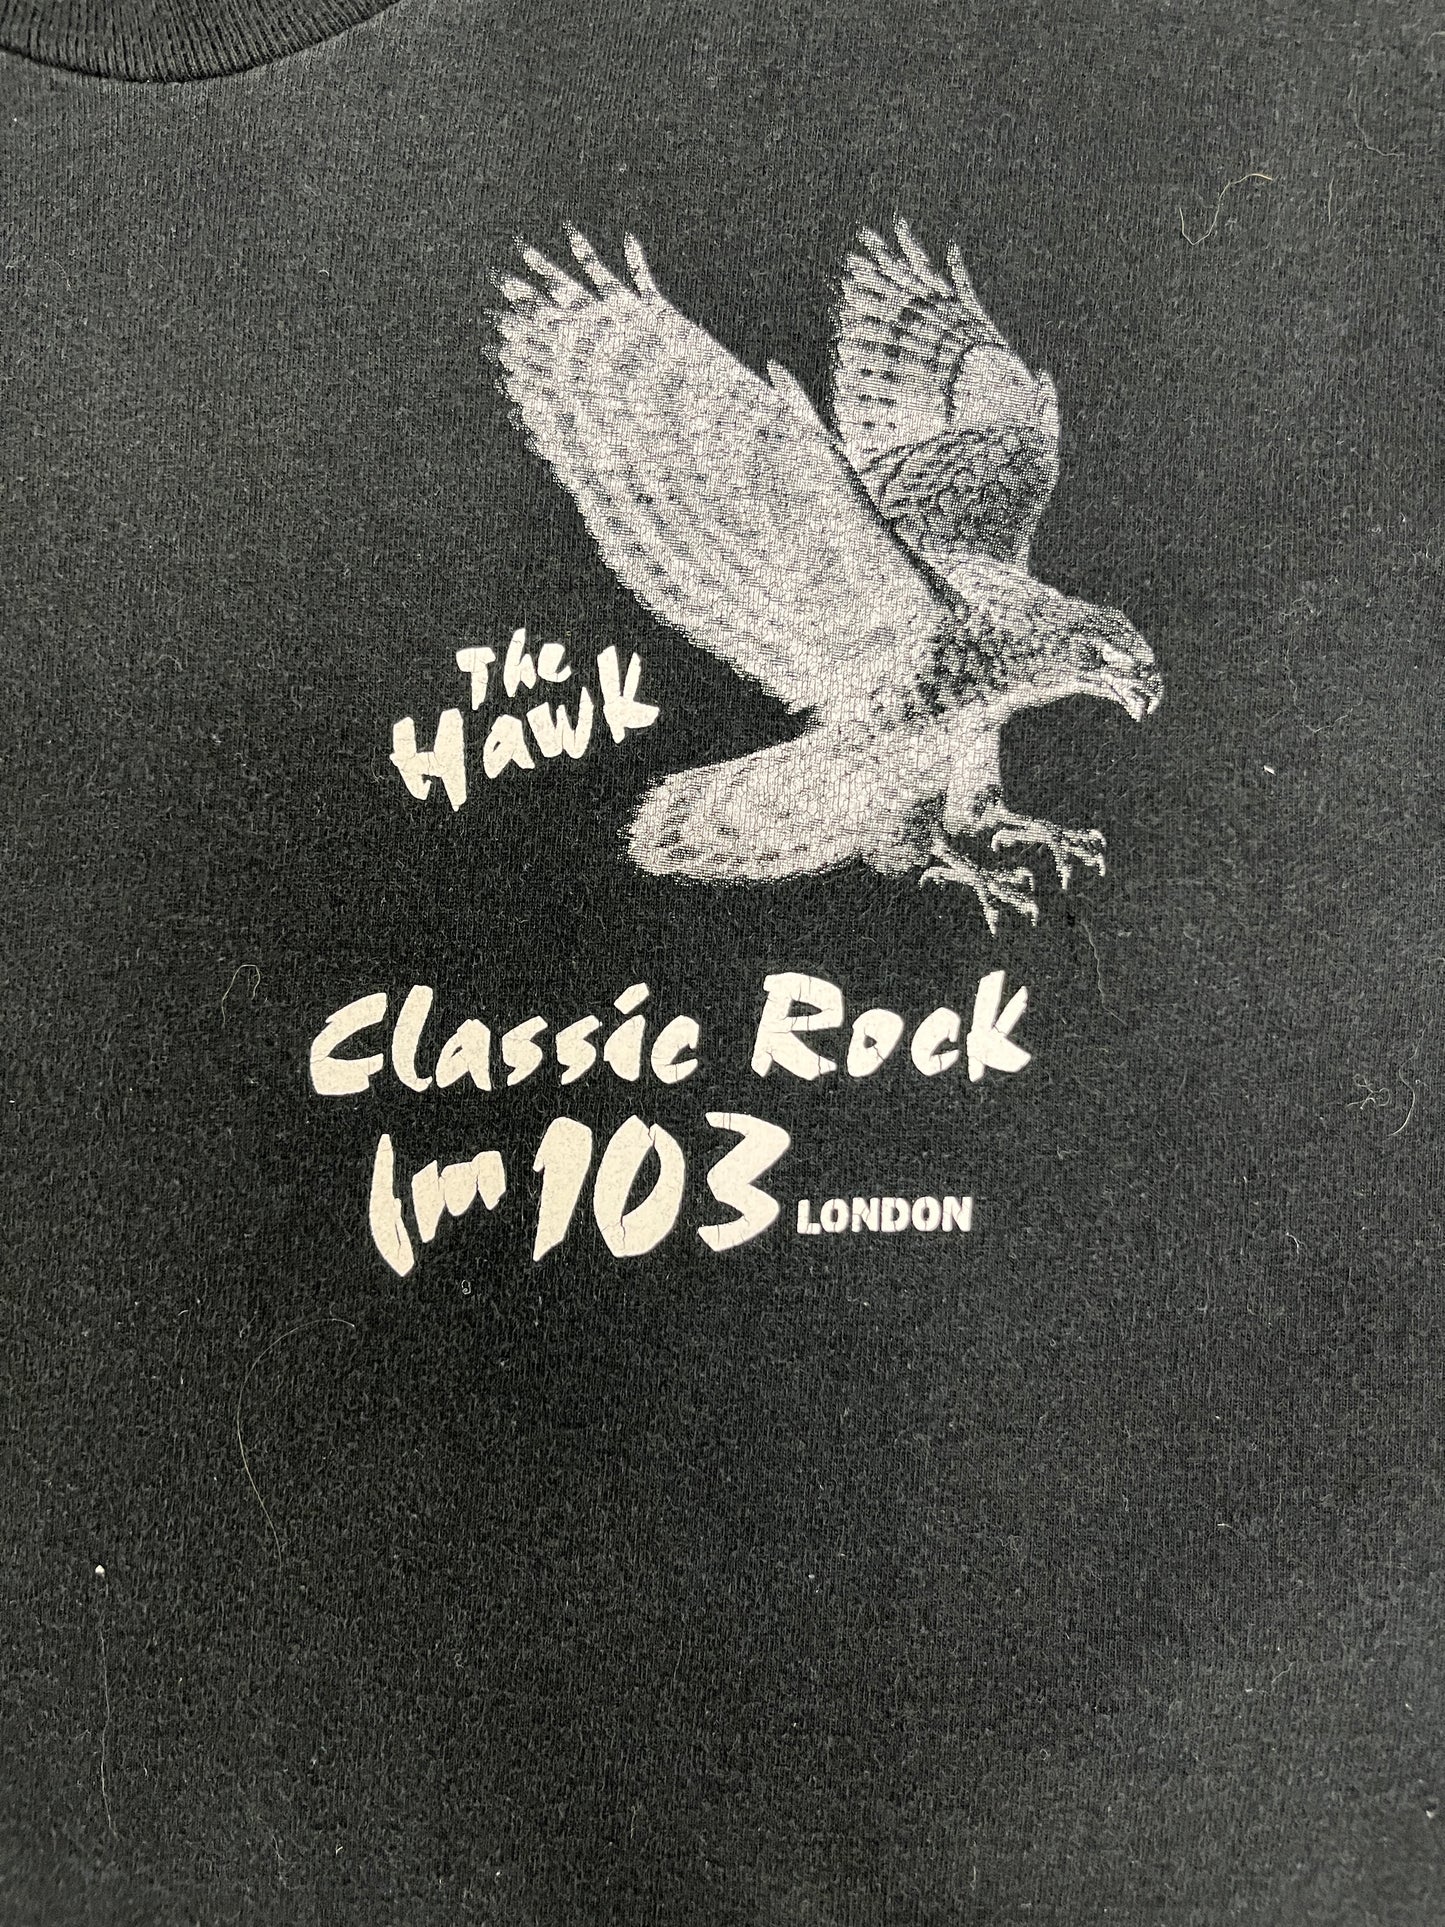 The
Hawk
Classic Rock
fm 103 LONDON